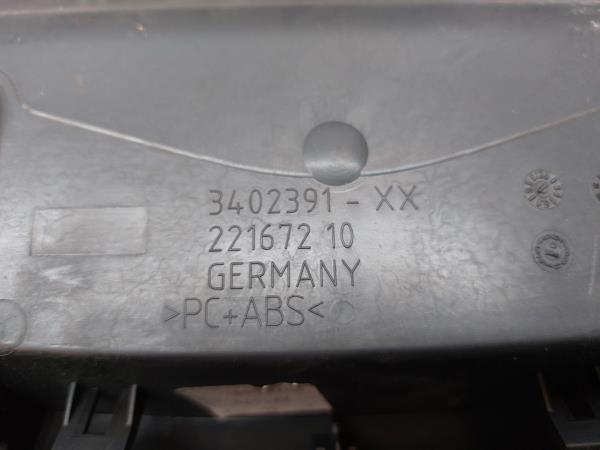 3402391-XX
221672 10
GERMANY
>PC+ABS<